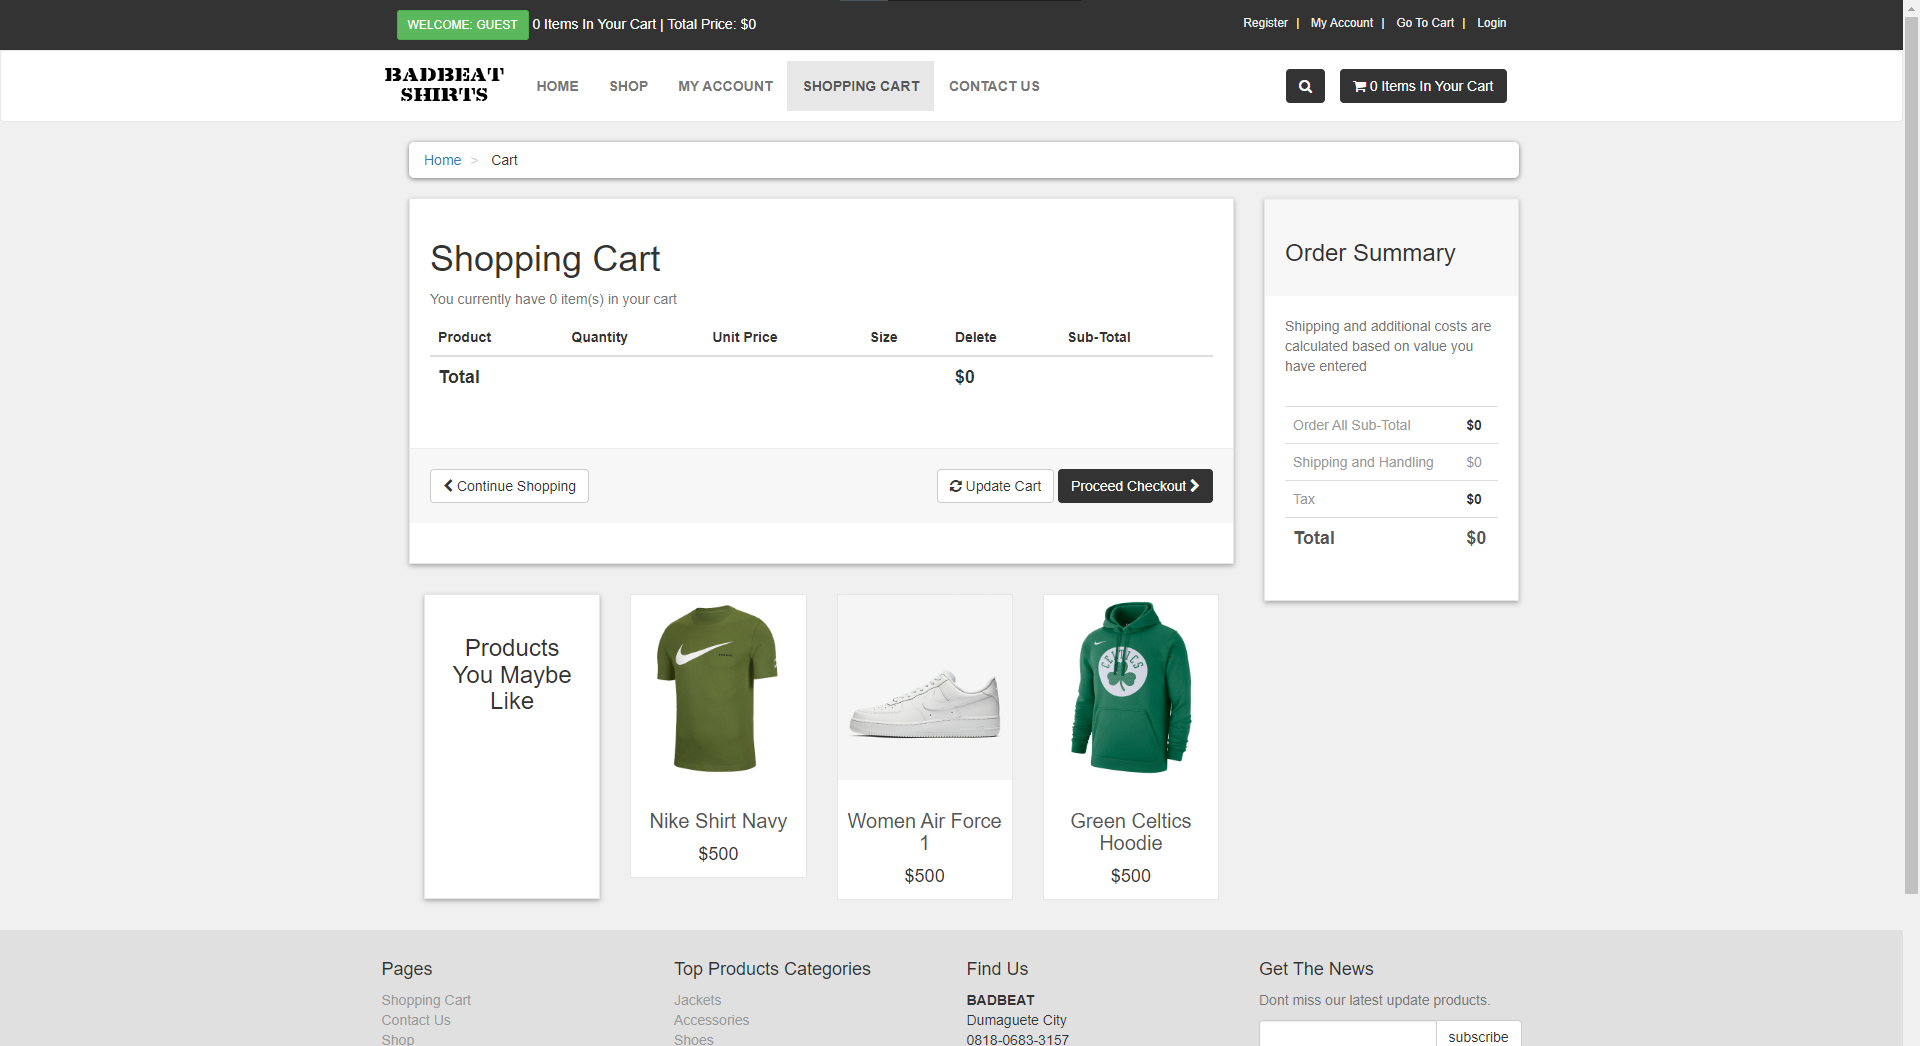 WELCOME: GUEST 0 Items In Your Cart | Total Price: $0
Register | My Account | Go To Cart | Login
BADBEAT
SHIRTS
HOME SHOP MY ACCOUNT SHOPPING CART CONTACT US
0 Items In Your Cart
Home > Cart
Shopping Cart
You currently have 0 item(s) in your cart
Product Quantity Unit Price Size Delete Sub-Total
Total $0
Continue Shopping
Update Cart
Proceed Checkout
Order Summary
Shipping and additional costs are
calculated based on value you
have entered
Order All Sub-Total $0
Shipping and Handling $0
Tax $0
Total $0
Products
You Maybe
Like
Nike Shirt Navy
$500
Women Air Force
1
$500
CELTICS
Green Celtics
Hoodie
$500
Pages
Shopping Cart
Contact Us
Shop
Top Products Categories
Jackets
Accessories
Shoes
Find Us
BADBEAT
Dumaguete City
0818-0683-3157
Get The News
Dont miss our latest update products.
subscribe